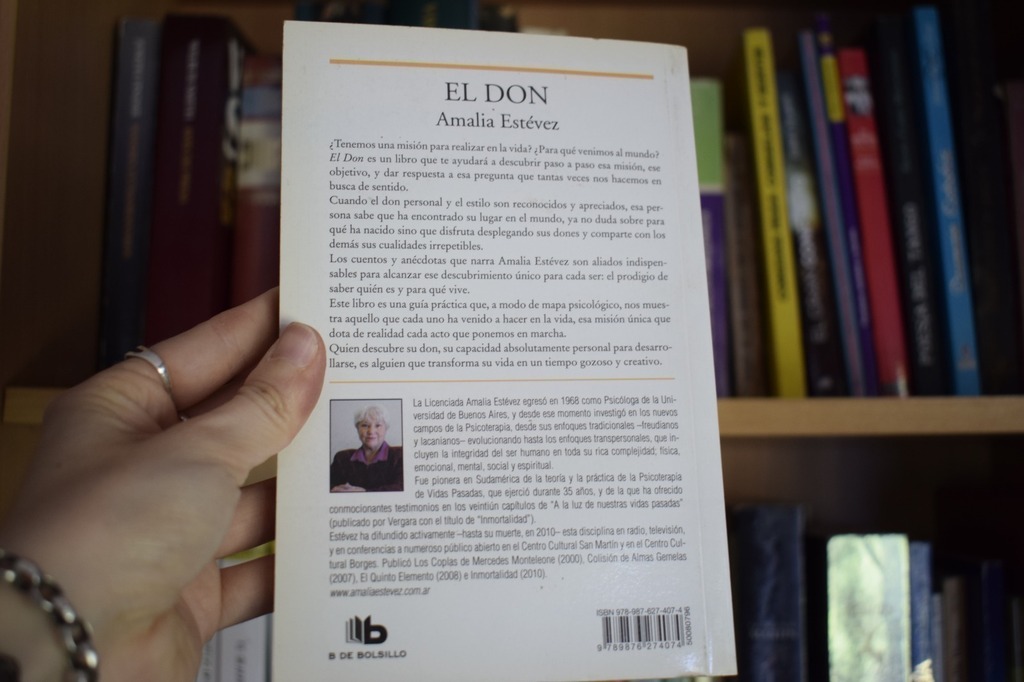 EL DON
Amalia Estévez
¿Tenemos una misión para realizar en la vida? ¿Para qué venimos al mundo?
El Don es un libro que te ayudará a descubrir paso a paso esa misión, ese
objetivo, y dar respuesta a esa pregunta que tantas veces nos hacemos en
busca de sentido.
Cuando el don personal y el estilo son reconocidos y apreciados, esa per-
sona sabe que ha encontrado su lugar en el mundo, ya no duda sobre para
qué ha nacido sino que disfruta desplegando sus dones y comparte con los
demás sus cualidades irrepetibles.
Los cuentos y anécdotas que narra Amalia Estévez son aliados indispen-
sables para alcanzar ese descubrimiento único para cada ser: el prodigio de
saber quién es y para qué vive.
Este libro es una guía práctica que, a modo de mapa psicológico, nos mues-
tra aquello que cada uno ha venido a hacer en la vida, esa misión única que
dota de realidad cada acto que ponemos en marcha.
Quien descubre su don, su capacidad absolutamente personal para desarro-
llarse, es alguien que transforma su vida en un tiempo gozoso y creativo.
La Licenciada Amalia Estévez egresó en 1968 como Psicóloga de la Uni-
versidad de Buenos Aires, y desde ese momento investigó en los nuevos
campos de la Psicoterapia, desde sus enfoques tradicionales –freudianos
y lacanianos– evolucionando hasta los enfoques transpersonales, que in-
cluyen la integridad del ser humano en toda su rica complejidad; física,
emocional, mental, social y espiritual.
Fue pionera en Sudamérica de la teoría y la práctica de la Psicoterapia
de Vidas Pasadas, que ejerció durante 35 años, y de la que ha ofrecido
conmocionantes testimonios en los veintiún capítulos de "A la luz de nuestras vidas pasadas"
(publicado por Vergara con el título de "Inmortalidad").
Estévez ha difundido activamente –hasta su muerte, en 2010– esta disciplina en radio, televisión,
y en conferencias a numeroso público abierto en el Centro Cultural San Martín y en el Centro Cul-
tural Borges. Publicó Los Coplas de Mercedes Monteleone (2000), Colisión de Almas Gemelas
(2007), El Quinto Elemento (2008) e Inmortalidad (2010).
www.amaliaestevez.com.ar
b
B DE BOLSILLO
ISBN 978-987-627-407-4
9 789876 274074
50080796